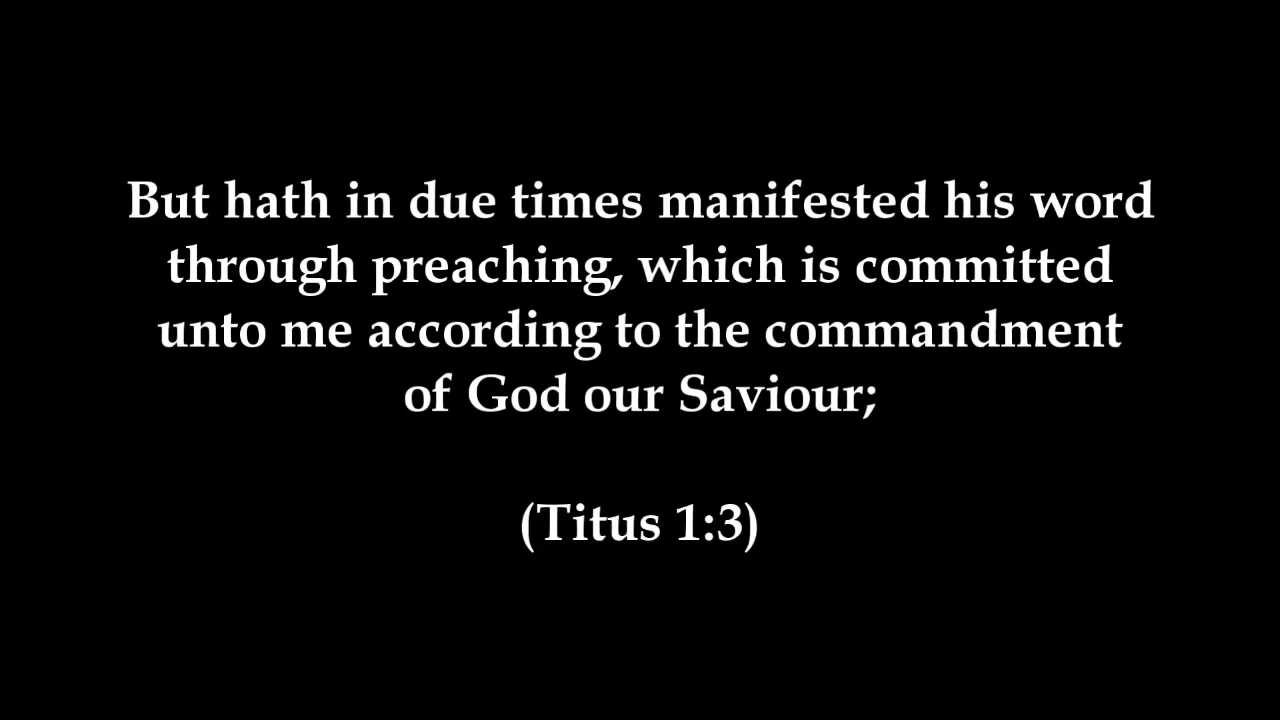 But hath in due times manifested his word
through preaching, which is committed
unto me according to the commandment
of God our Saviour;
(Titus 1:3)